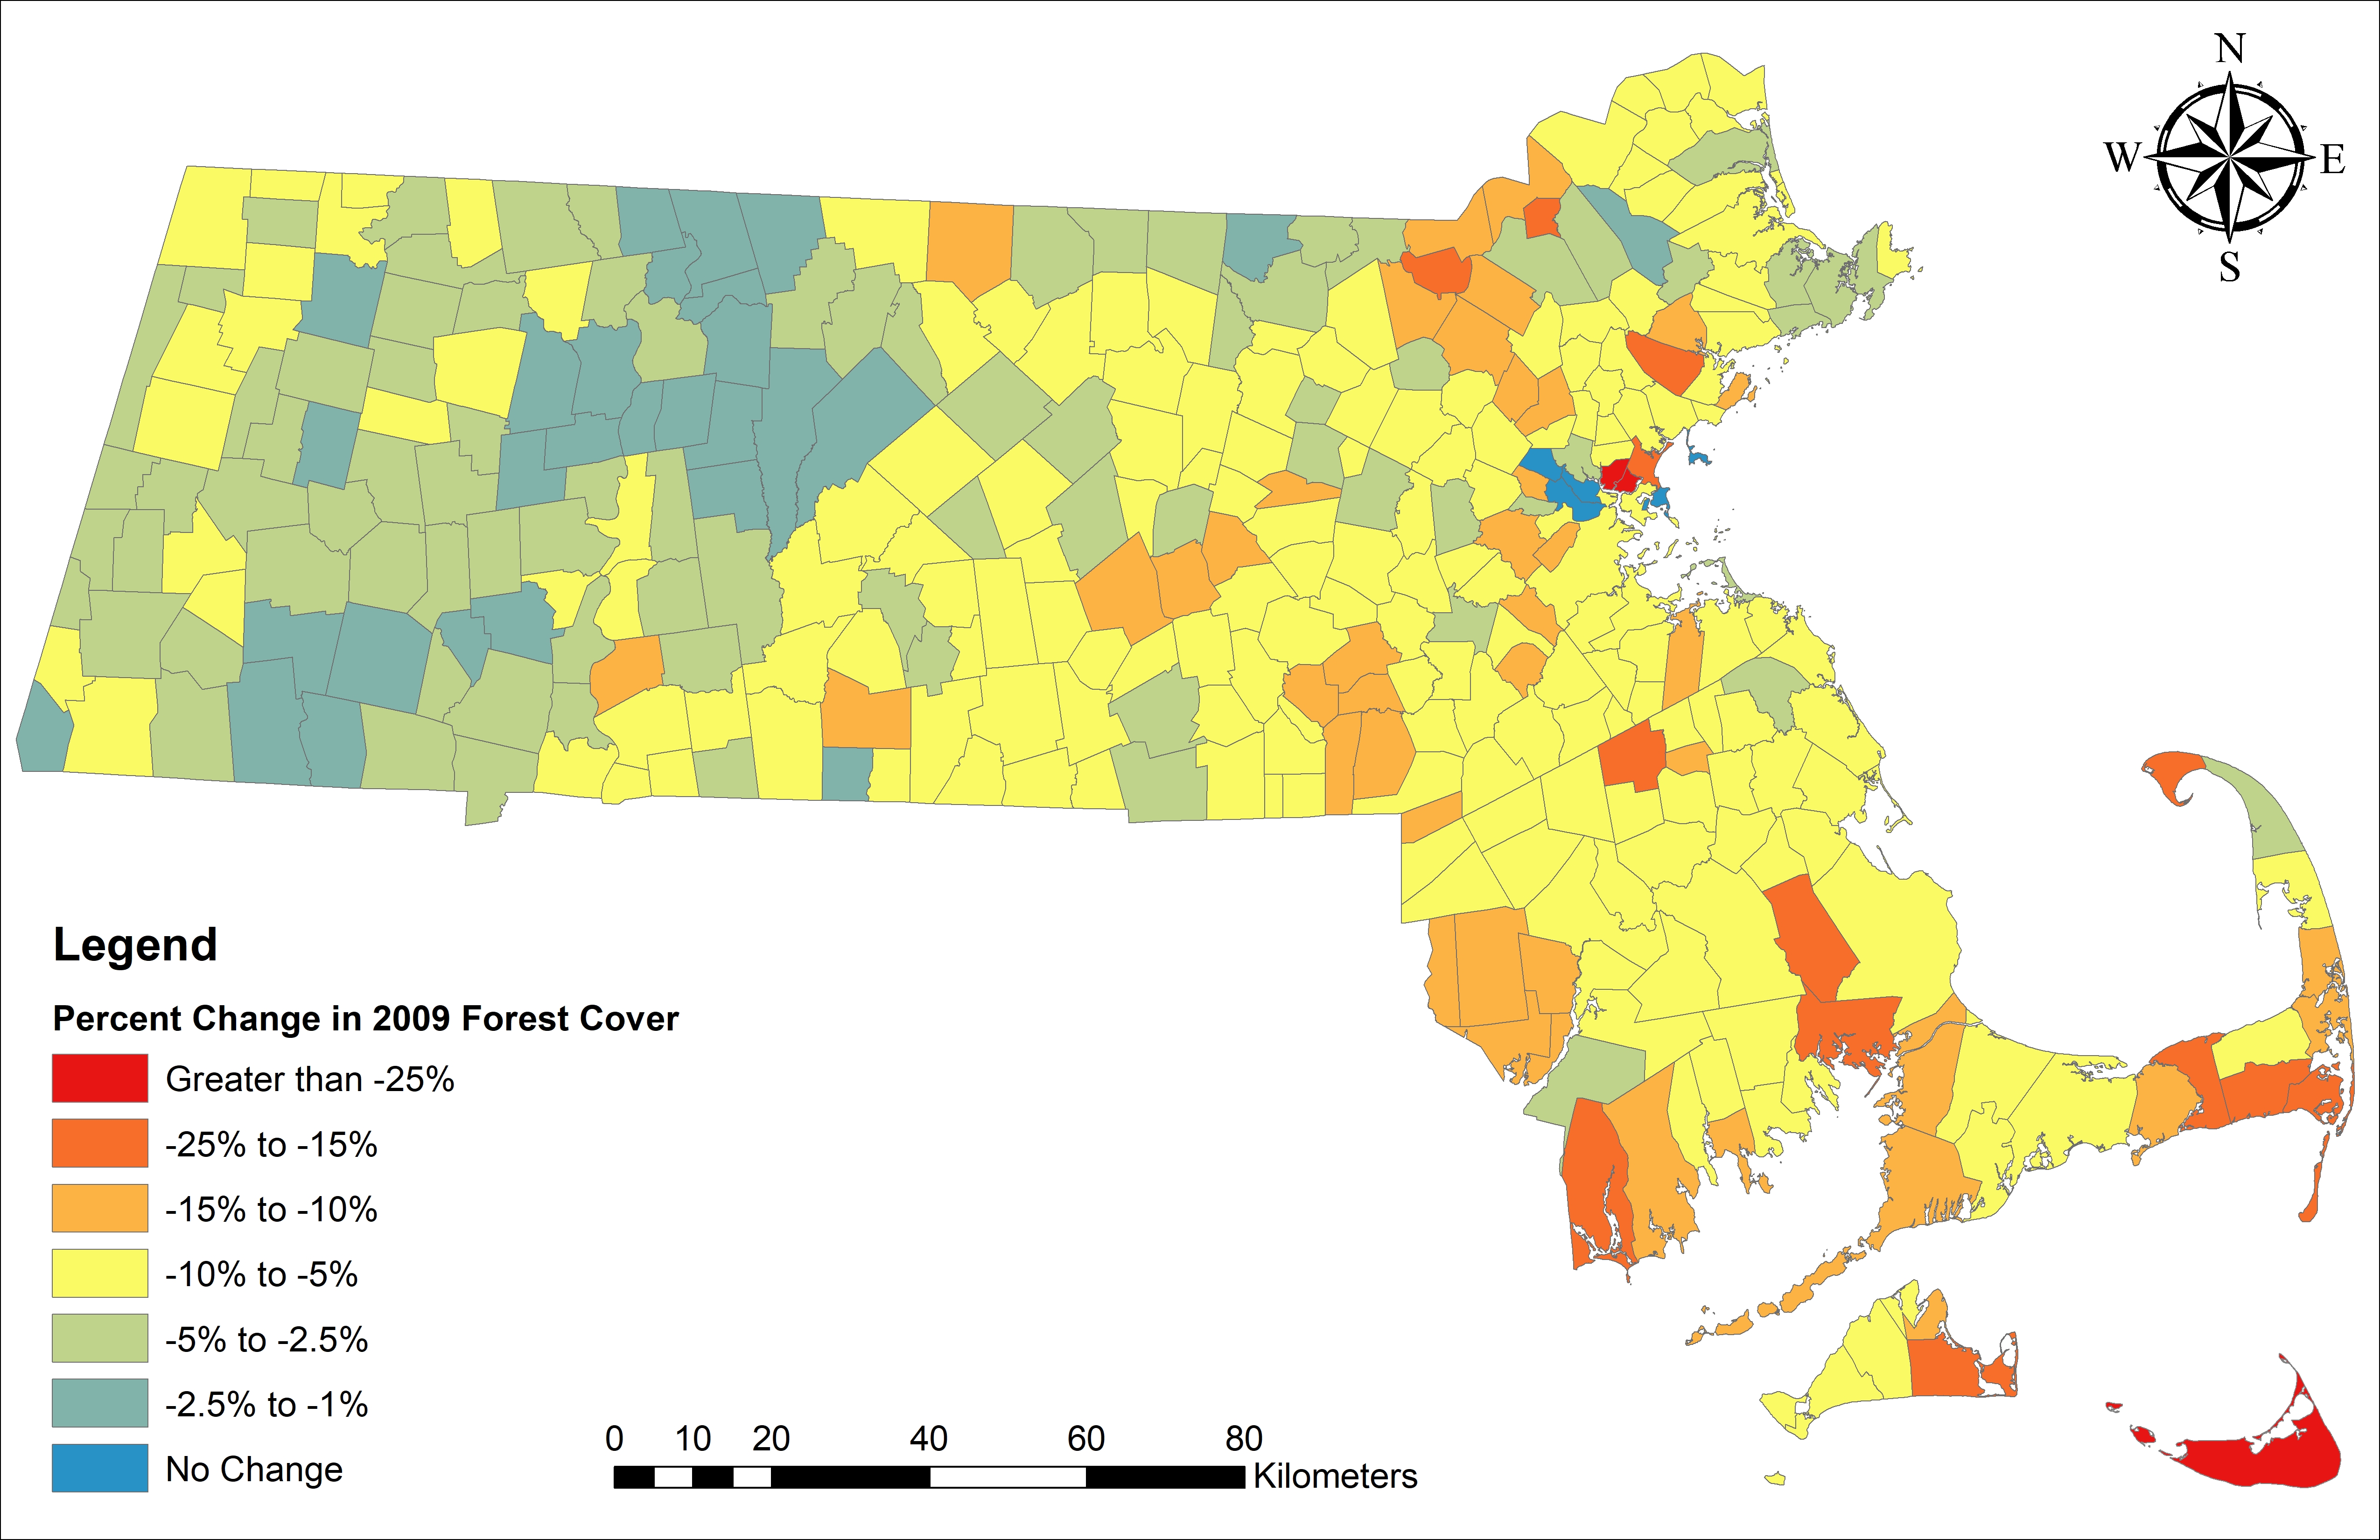 N
W E
S
Legend
Percent Change in 2009 Forest Cover
Greater than -25%
-25% to -15%
-15% to -10%
-10% to -5%
-5% to -2.5%
-2.5% to -1%
No Change
0 10 20 40 60 80
Kilometers